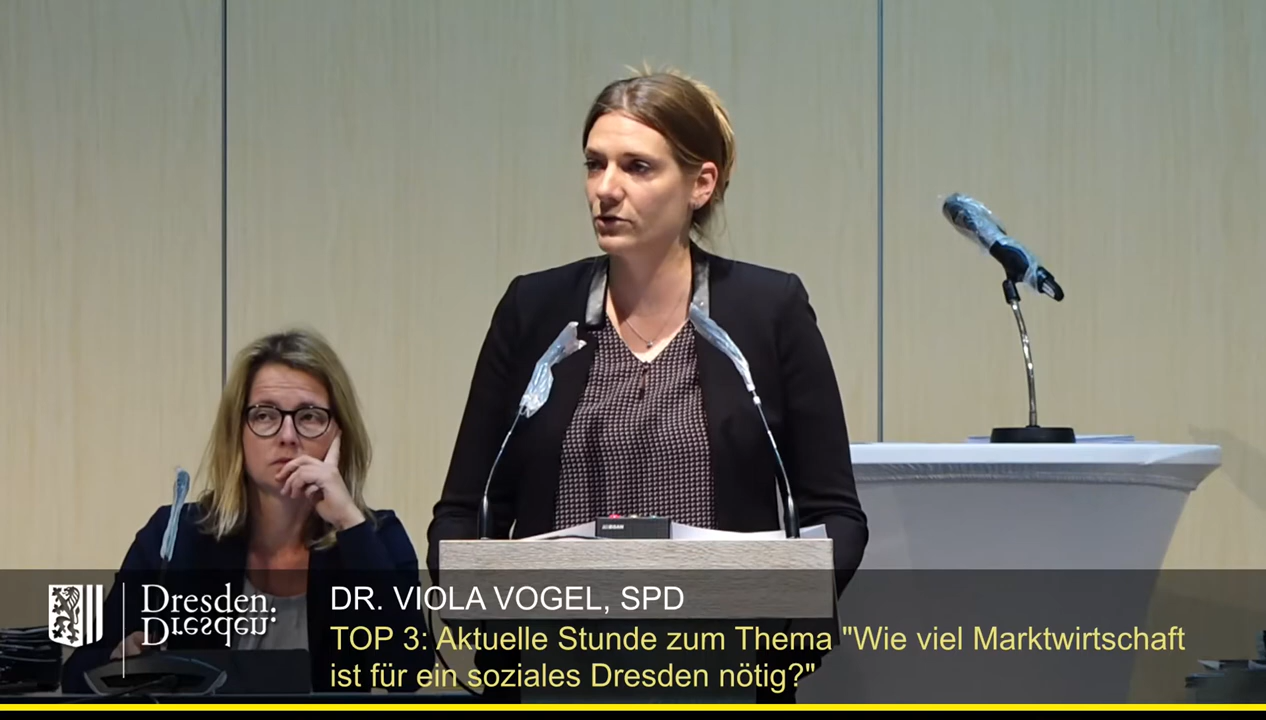 Dresden.
Dresden.
DR. VIOLA VOGEL, SPD
TOP 3: Aktuelle Stunde zum Thema "Wie viel Marktwirtschaft
ist für ein soziales Dresden nötig?"